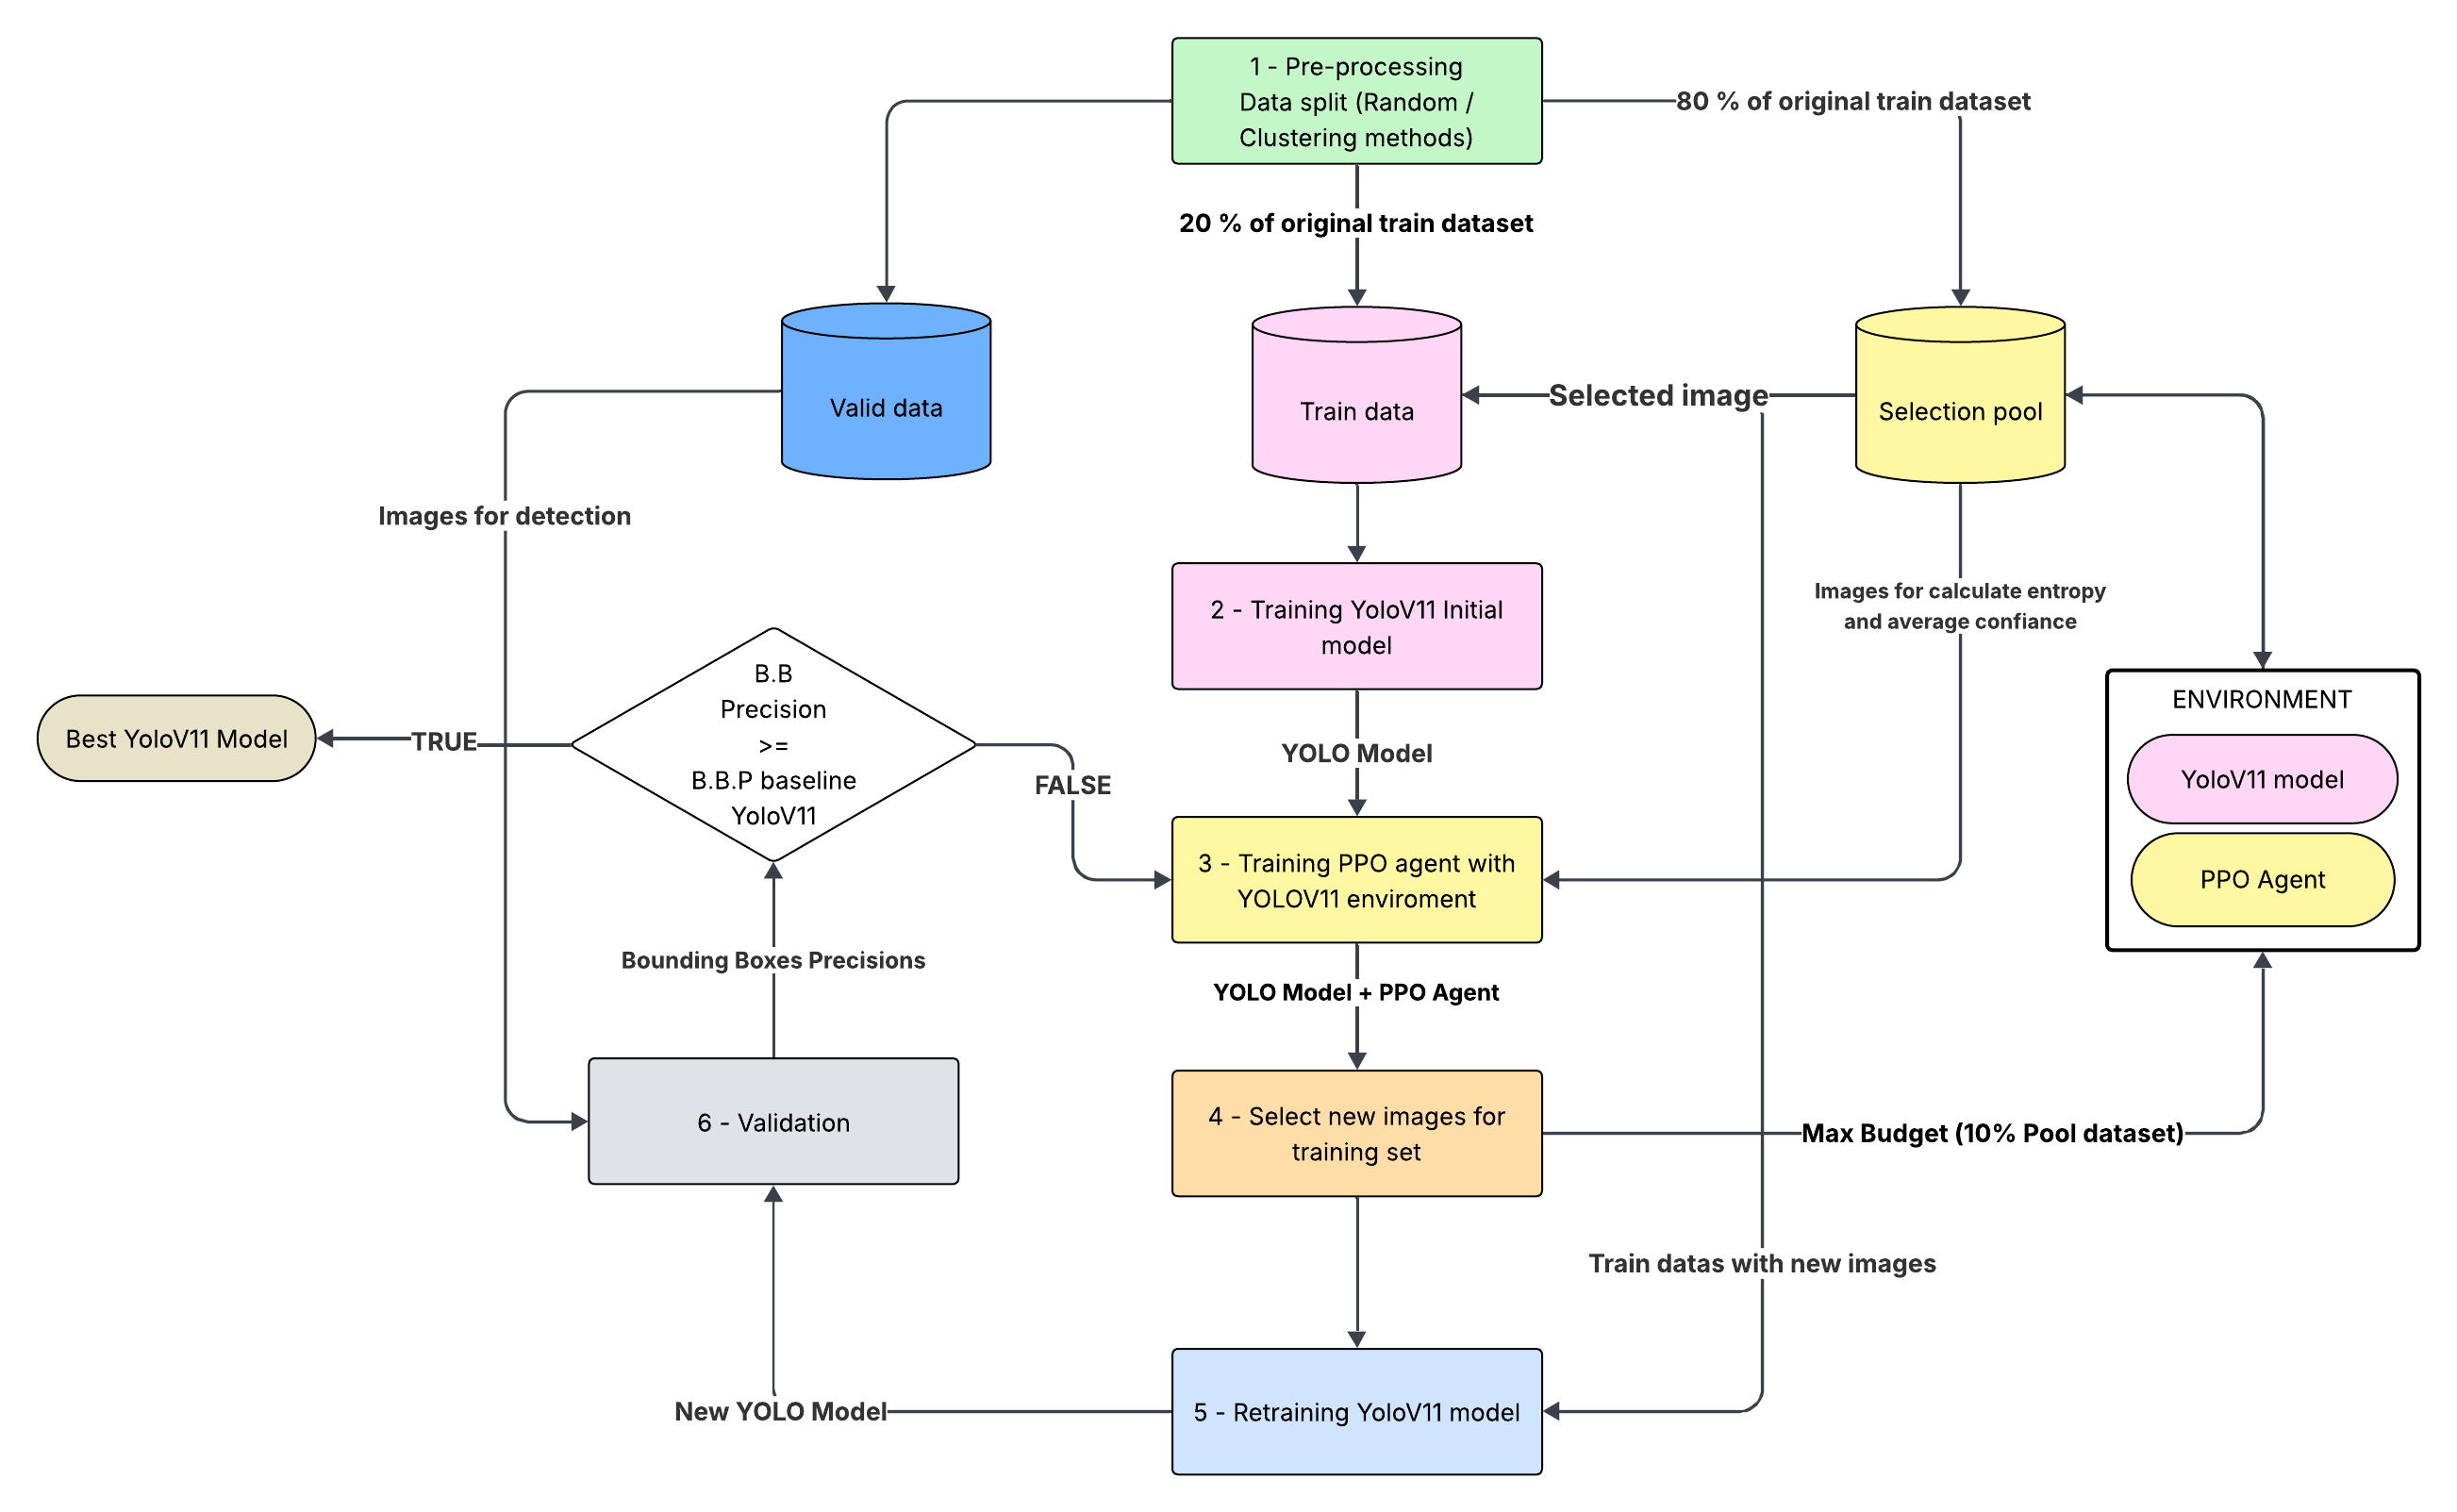 1 - Pre-processing
Data split (Random /
Clustering methods)
80 % of original train dataset
20 % of original train dataset
Valid data
Train data
Selected image
Selection pool
Images for detection
2 - Training YoloV11 Initial
model
Images for calculate entropy
and average confiance
B.B
Precision
>=
B.B.P baseline
YoloV11
TRUE
Best YoloV11 Model
FALSE
YOLO Model
ENVIRONMENT
YoloV11 model
PPO Agent
3 - Training PPO agent with
YOLOV11 enviroment
Bounding Boxes Precisions
YOLO Model + PPO Agent
6 - Validation
4 - Select new images for
training set
Max Budget (10% Pool dataset)
Train datas with new images
New YOLO Model
5 - Retraining YoloV11 model